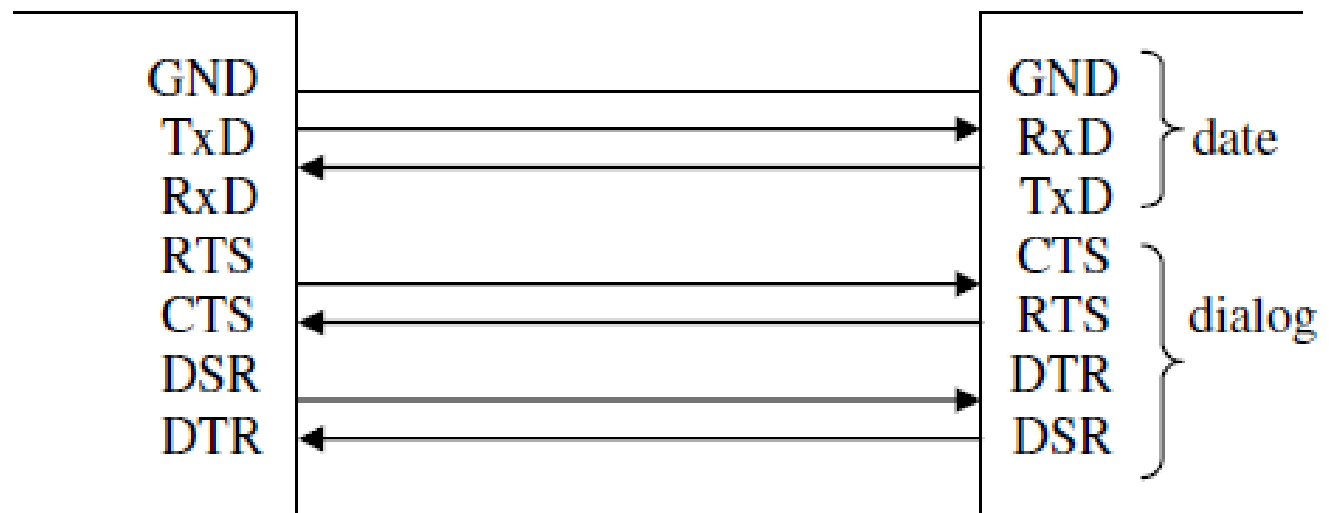 GND GND
TxD RxD date
RxD TxD
RTS CTS
CTS RTS dialog
DSR DTR
DTR DSR